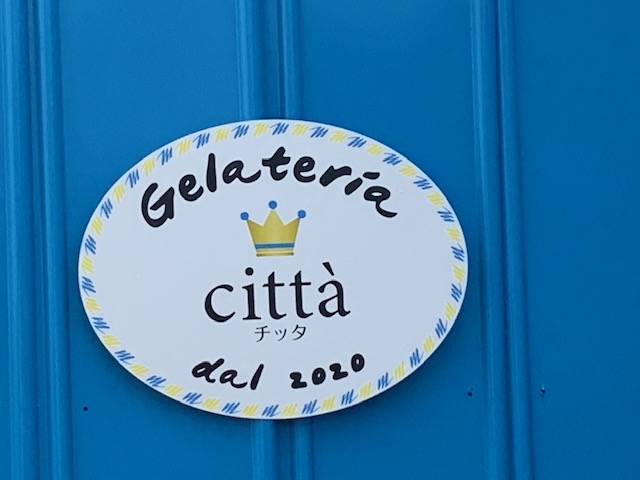 Gelateria
città
チッタ
dal 2020